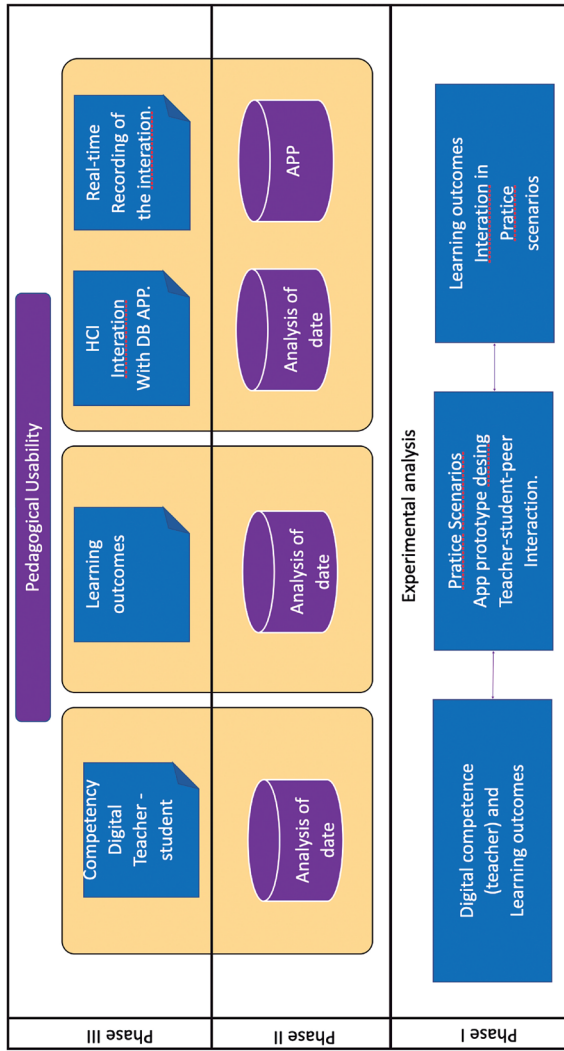 Pedagogical Usability
Phase III
Competency
Digital
Teacher -
student
Learning
outcomes
HCI
Interation
With DB APP.
Real-time
Recording of
the interation.
Phase II
Analysis of
date
Analysis of
date
Analysis of
date
APP
Experimental analysis
Phase I
Digital competence
(teacher) and
Learning outcomes
Pratice Scenarios
App prototype desing
Teacher-student-peer
Interaction.
Learning outcomes
Interation in
Pratice
scenarios